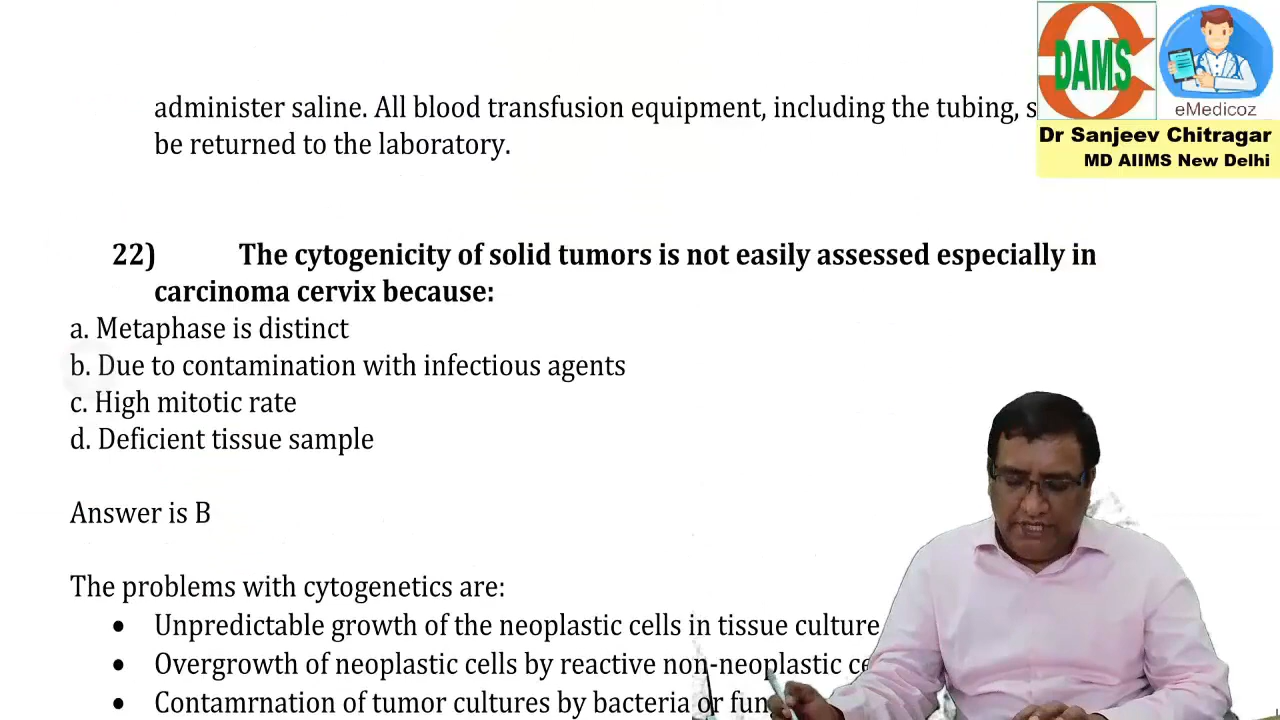 DAMS
eMedicoz
Dr Sanjeev Chitragar
MD AIIMS New Delhi
administer saline. All blood transfusion equipment, including the tubing,
be returned to the laboratory.
22) The cytogenicity of solid tumors is not easily assessed especially in
carcinoma cervix because:
a. Metaphase is distinct
b. Due to contamination with infectious agents
c. High mitotic rate
d. Deficient tissue sample
Answer is B
The problems with cytogenetics are:
• Unpredictable growth of the neoplastic cells in tissue culture
• Overgrowth of neoplastic cells by reactive non-neoplastic
• Contamrnation of tumor cultures by bacteria or